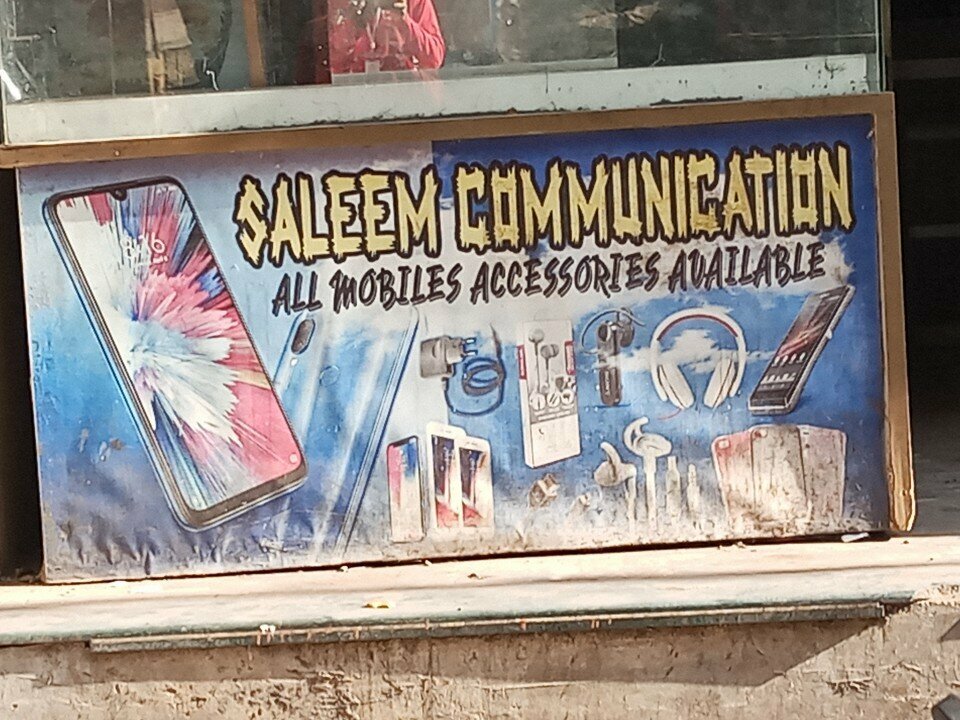 SALEEM COMMUNICATION
ALL MOBILES ACCESSORIES AVAILABLE